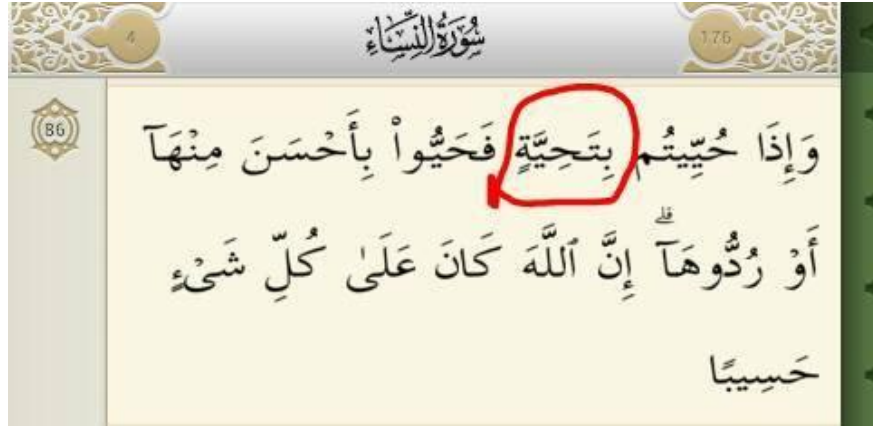 4 سُورَةُ النِّسَاءِ 176
86
وَإِذَا حُيِّيتُم بِتَحِيَّةٍ فَحَيُّوا۟ بِأَحْسَنَ مِنْهَآ
أَوْ رُدُّوهَآ ۗ إِنَّ ٱللَّهَ كَانَ عَلَىٰ كُلِّ شَىْءٍ
حَسِيبًا